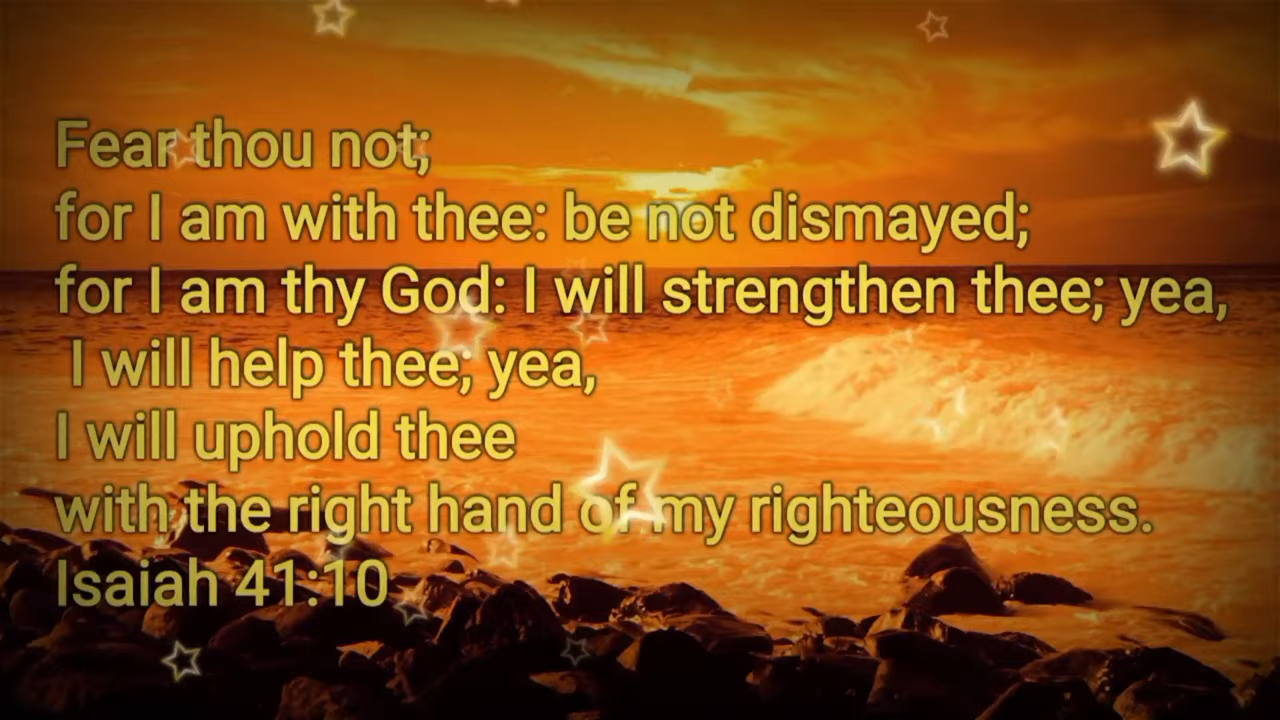 Fear thou not;
for I am with thee: be not dismayed;
for I am thy God: I will strengthen thee; yea,
I will help thee; yea,
I will uphold thee
with the right hand of my righteousness.
Isaiah 41:10